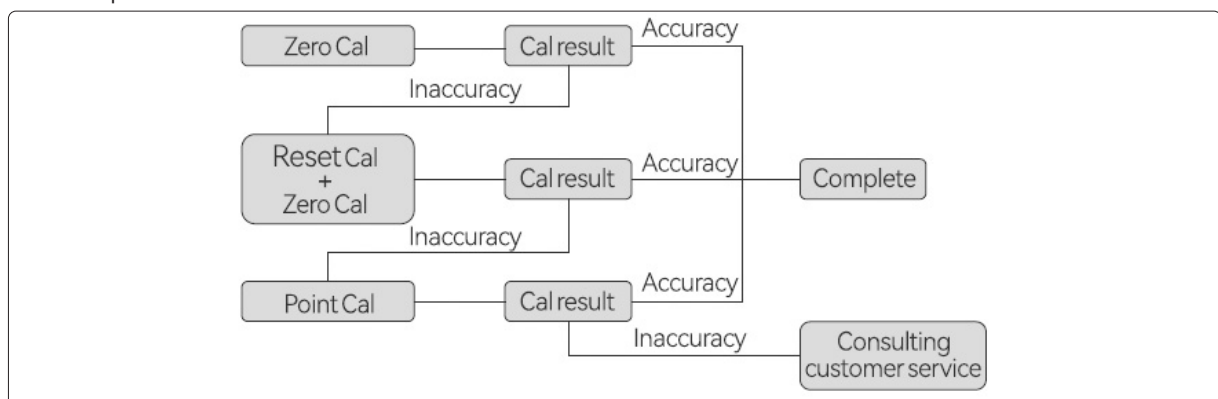 Zero Cal
Cal result
Accuracy
Inaccuracy
Reset Cal
+
Zero Cal
Cal result
Accuracy
Complete
Inaccuracy
Point Cal
Cal result
Accuracy
Inaccuracy
Consulting
customer service